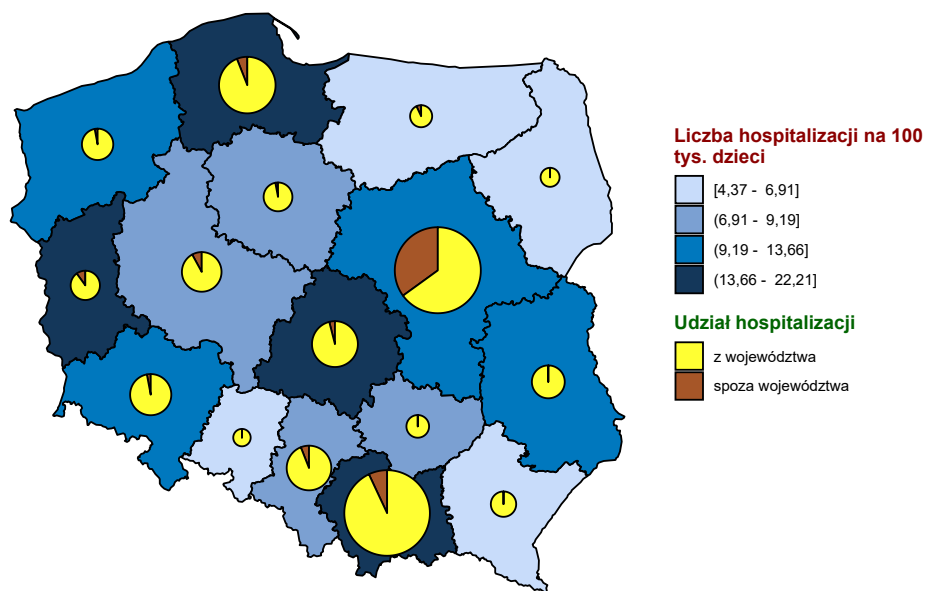 Liczba hospitalizacji na 100
tys. dzieci
[4,37 - 6,91]
(6,91 - 9,19]
(9,19 - 13,66]
(13,66 - 22,21]
Udział hospitalizacji
z województwa
spoza województwa